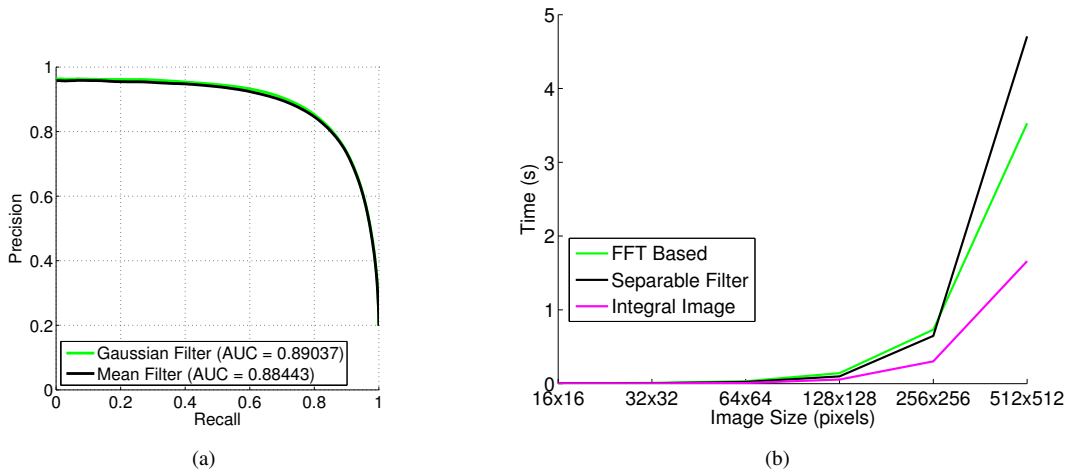 1
0.8
0.6
0.4
0.2
0
Precision
Gaussian Filter (AUC = 0.89037)
Mean Filter (AUC = 0.88443)
0 0.2 0.4 0.6 0.8 1
Recall
(a)
5
4
3
2
1
0
Time (s)
FFT Based
Separable Filter
Integral Image
16x16 32x32 64x64 128x128 256x256 512x512
Image Size (pixels)
(b)